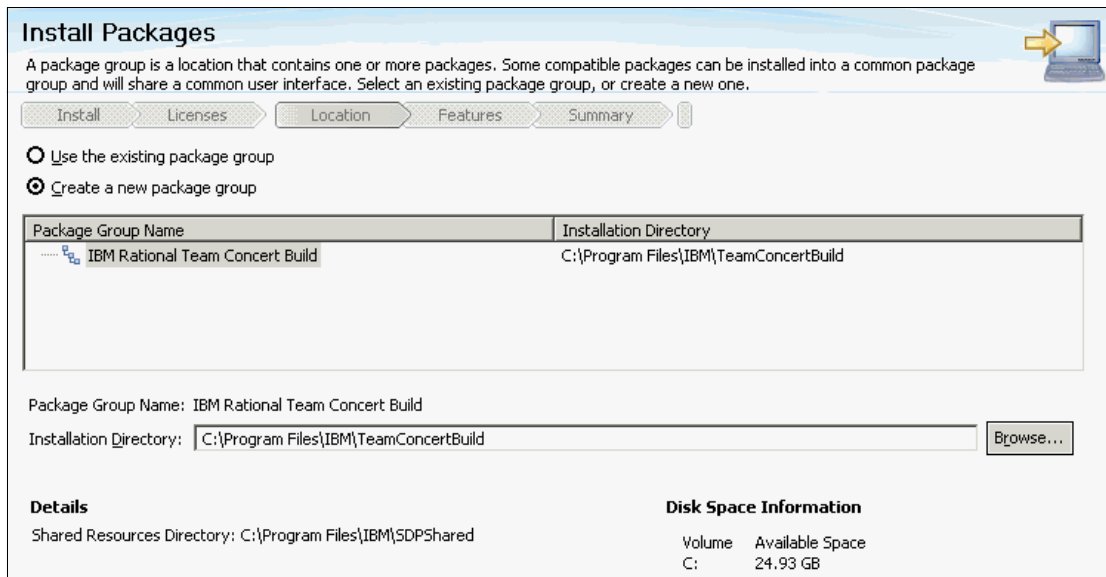 Install Packages
A package group is a location that contains one or more packages. Some compatible packages can be installed into a common package
group and will share a common user interface. Select an existing package group, or create a new one.
Install Licenses Location Features Summary
Use the existing package group
Create a new package group
Package Group Name Installation Directory
IBM Rational Team Concert Build C:\Program Files\IBM\TeamConcertBuild
Package Group Name: IBM Rational Team Concert Build
Installation Directory: C:\Program Files\IBM\TeamConcertBuild Browse...
Details Disk Space Information
Shared Resources Directory: C:\Program Files\IBM\SDPShared
Volume Available Space
C: 24.93 GB